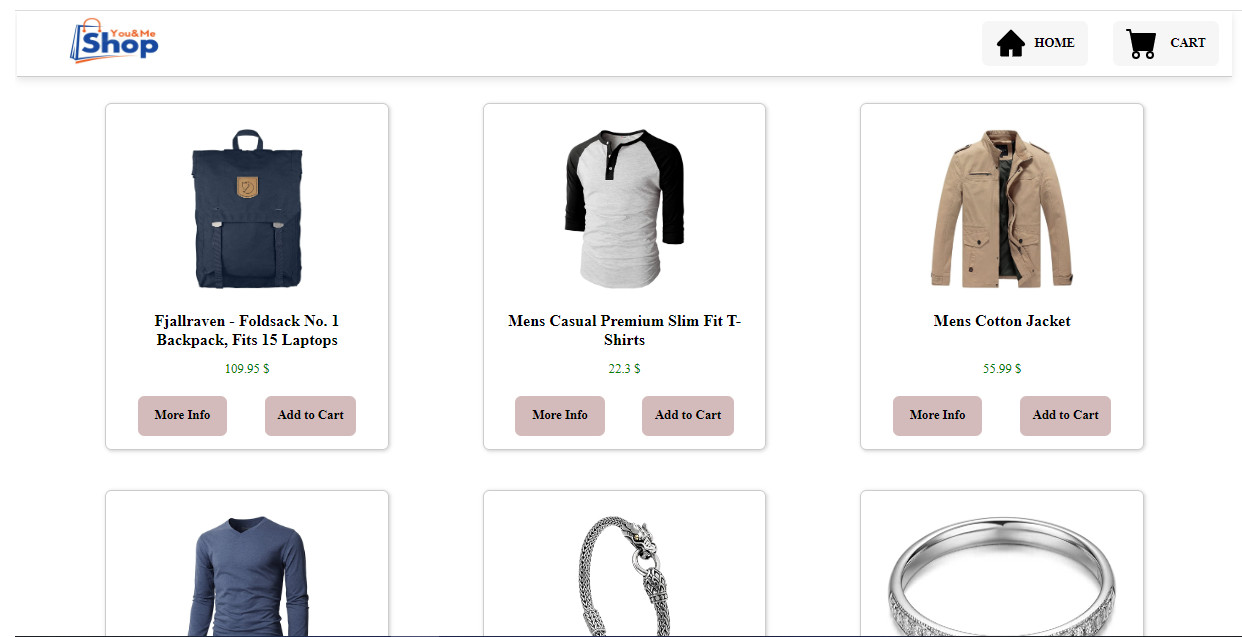 You&Me
Shop
HOME
CART
Fjallraven - Foldsack No. 1
Backpack, Fits 15 Laptops
109.95 $
More Info
Add to Cart
Mens Casual Premium Slim Fit T-
Shirts
22.3 $
More Info
Add to Cart
Mens Cotton Jacket
55.99 $
More Info
Add to Cart